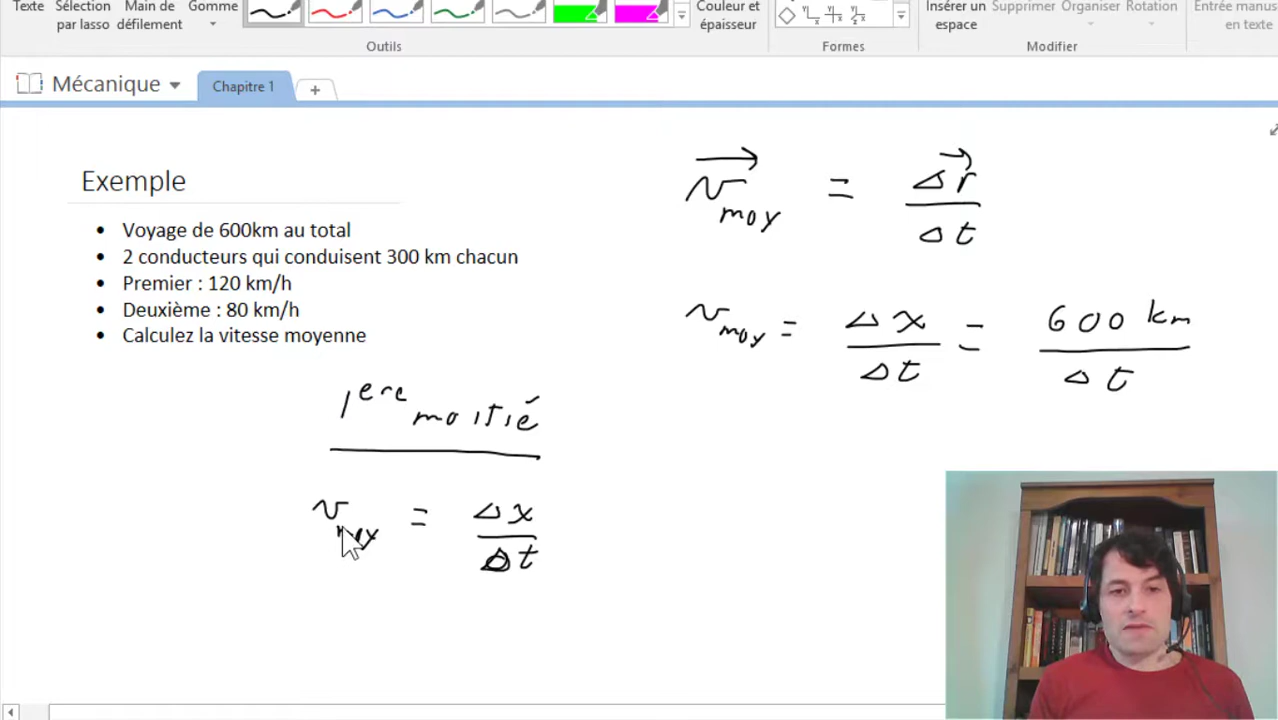 Texte
Sélection
par lasso
Main de
défilement
Gomme
Couleur et
épaisseur
Insérer un
espace
Supprimer
Organiser
Rotation
Entrée manus
en texte
Outils
Formes
Modifier
Mécanique
Chapitre 1
Exemple
• Voyage de 600km au total
• 2 conducteurs qui conduisent 300 km chacun
• Premier : 120 km/h
• Deuxième : 80 km/h
• Calculez la vitesse moyenne
v⃗moy = Δr⃗ / Δt
vmoy = Δx / Δt = 600 km / Δt
1ere moitié
vmoy = Δx / Δt